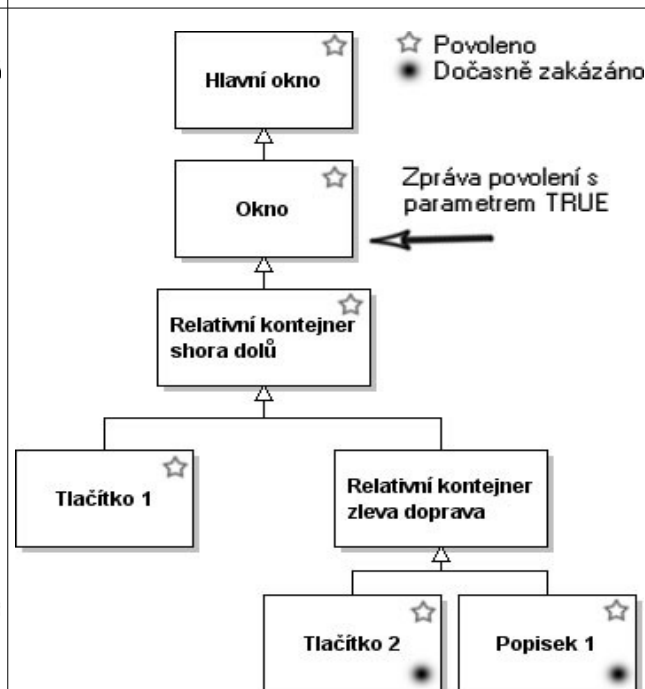 Povoleno
Dočasně zakázáno
Hlavní okno
Zpráva povolení s
parametrem TRUE
Okno
Relativní kontejner
shora dolů
Tlačítko 1
Relativní kontejner
zleva doprava
Tlačítko 2
Popisek 1